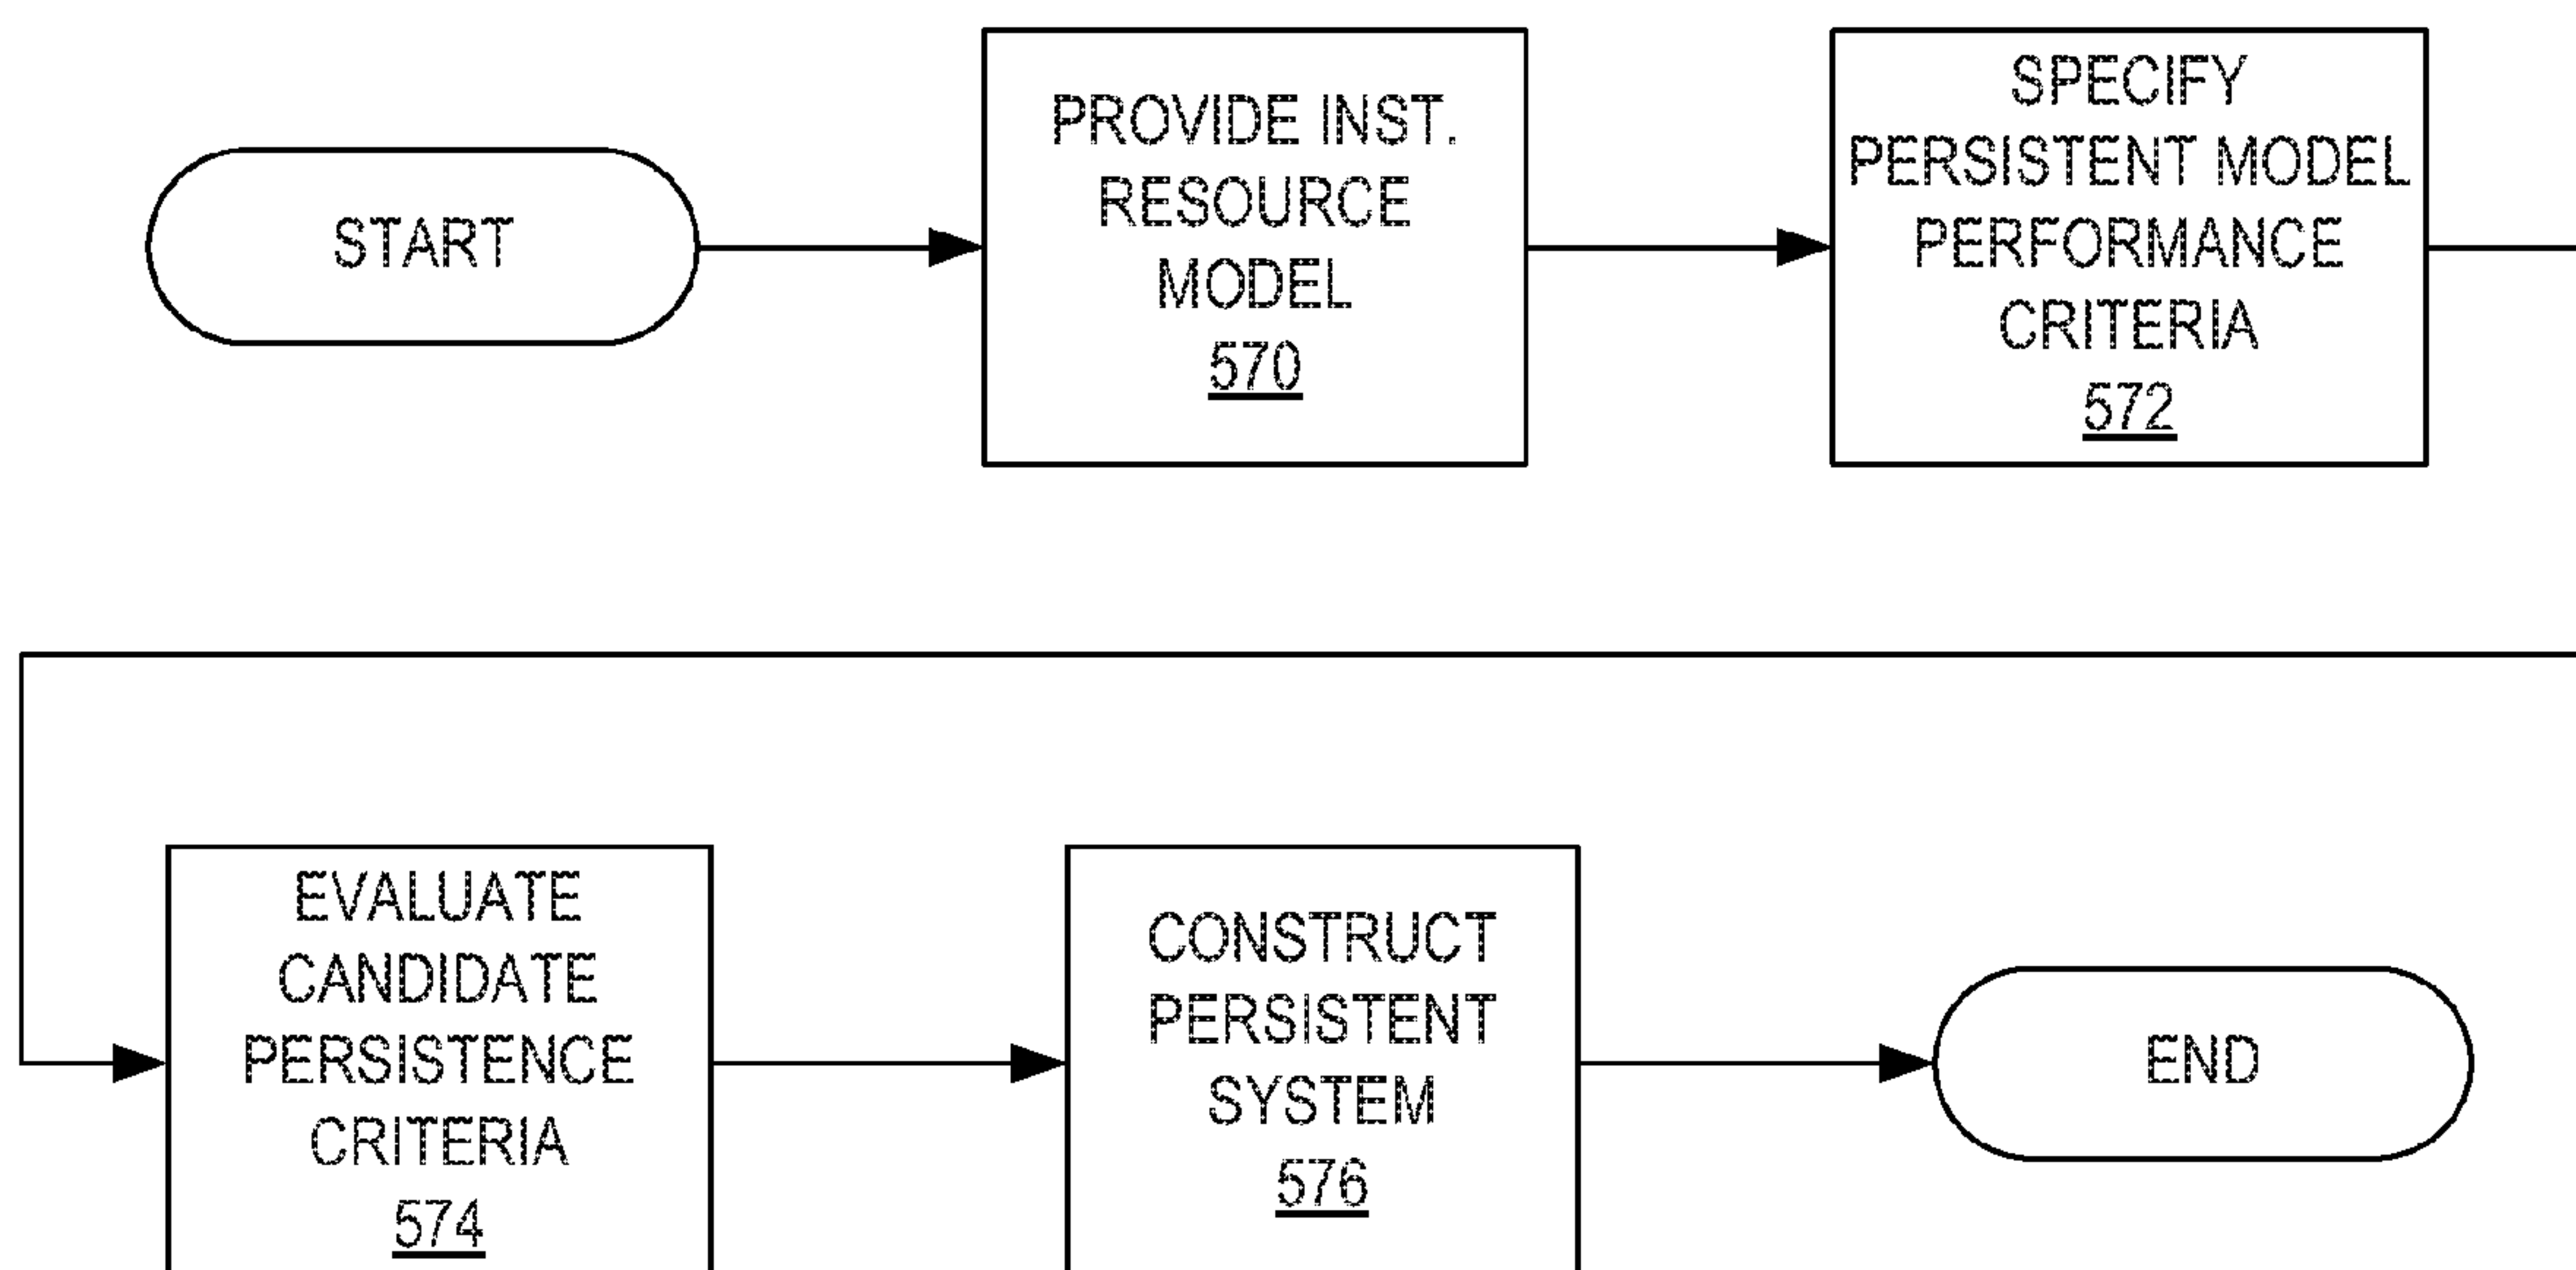 START
PROVIDE INST.
RESOURCE
MODEL
570
SPECIFY
PERSISTENT MODEL
PERFORMANCE
CRITERIA
572
EVALUATE
CANDIDATE
PERSISTENCE
CRITERIA
574
CONSTRUCT
PERSISTENT
SYSTEM
576
END